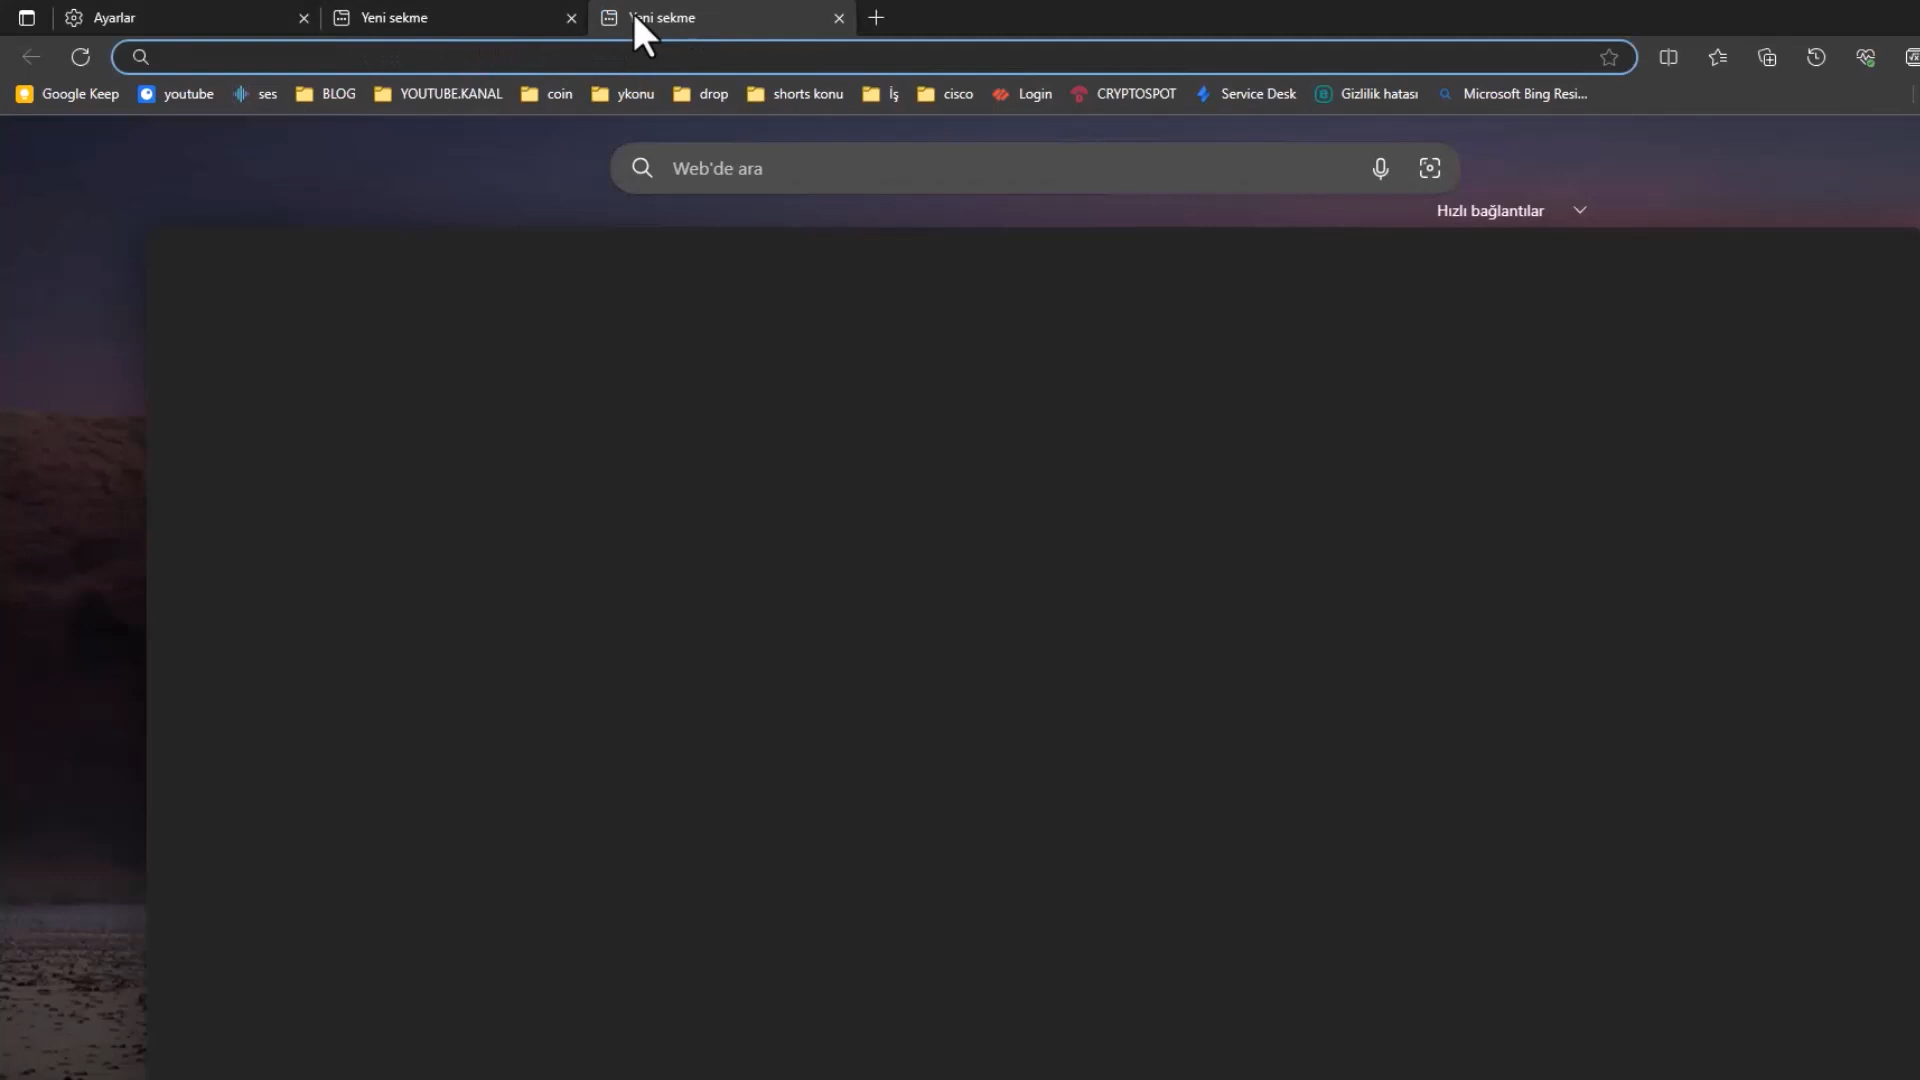 Ayarlar Yeni sekme Yeni sekme
Google Keep youtube ses BLOG YOUTUBE.KANAL coin ykonu drop shorts konu İş cisco Login CRYPTOSPOT Service Desk Gizlilik hatası Microsoft Bing Resi...
Web'de ara
Hızlı bağlantılar